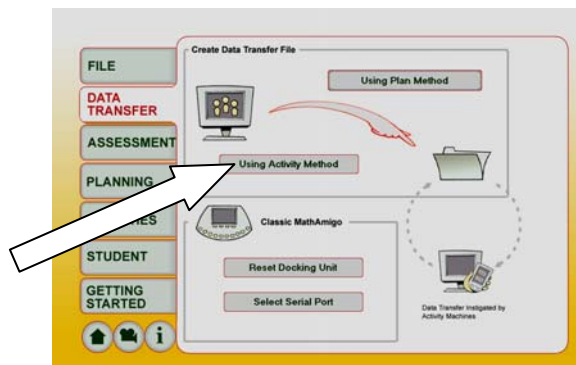 FILE
DATA
TRANSFER
ASSESSMENT
PLANNING
STUDENT
GETTING
STARTED
i
Create Data Transfer File
Using Plan Method
Using Activity Method
Classic MathAmigo
Reset Docking Unit
Select Serial Port
Data Transfer Instigated by
Activity Machines